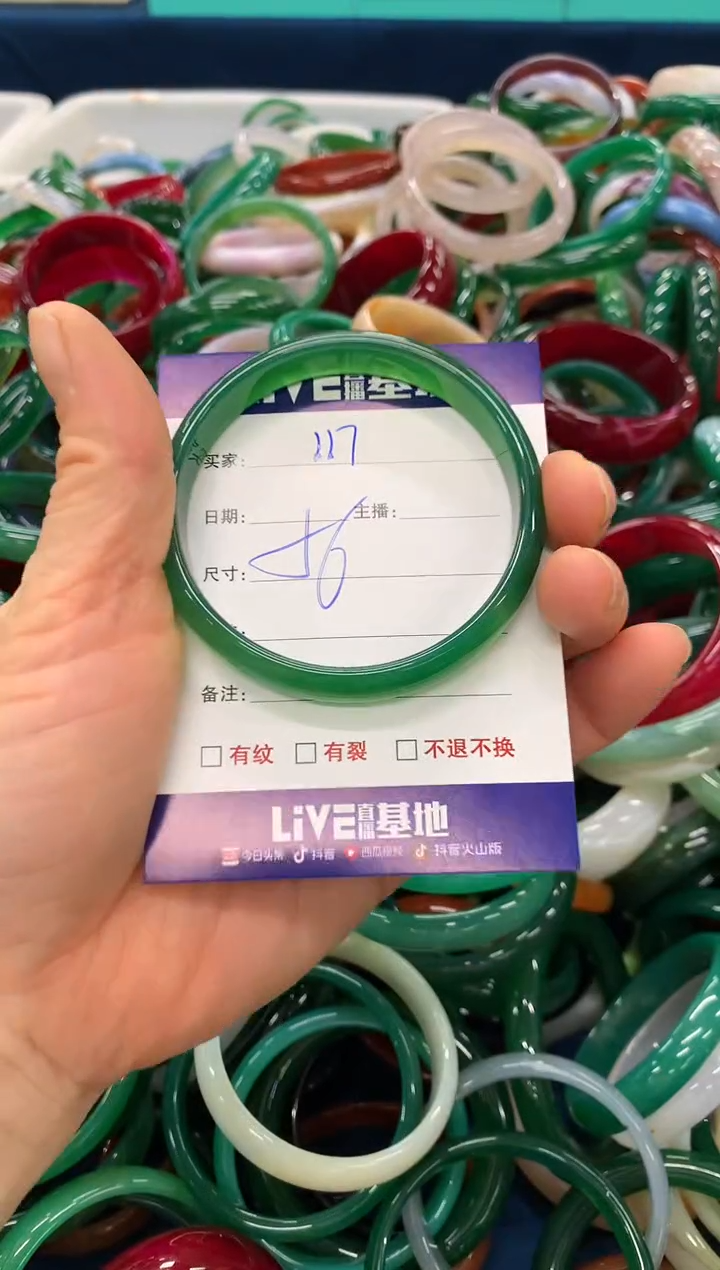 LIVE直播基地
买家: 117
日期: 主播:
尺寸: 56
备注:
有纹 有裂 不退不换
LiVE直播基地
今日头条 抖音 西瓜视频 抖音火山版